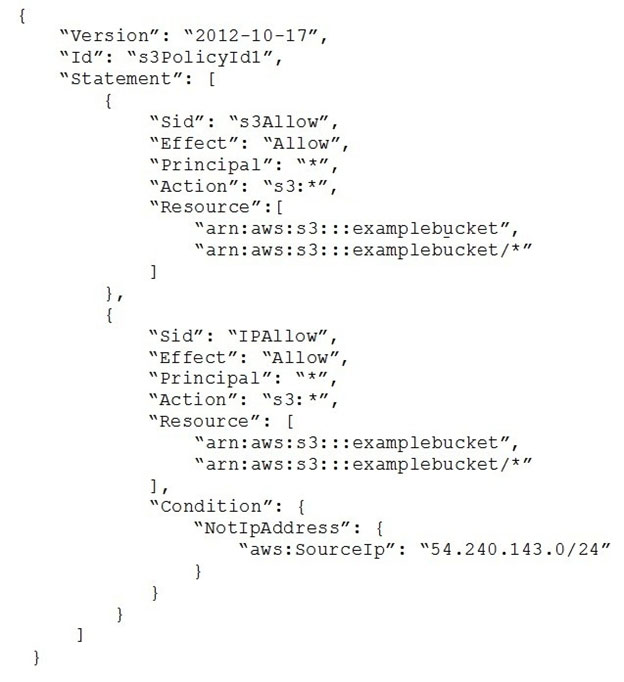 {
“Version”: “2012-10-17”,
“Id”: “s3PolicyId1”,
“Statement”: [
{
“Sid”: “s3Allow”,
“Effect”: “Allow”,
“Principal”: “*”,
“Action”: “s3:*”,
“Resource”:[
“arn:aws:s3:::examplebucket”,
“arn:aws:s3:::examplebucket/*”
]
},
{
“Sid”: “IPAllow”,
“Effect”: “Allow”,
“Principal”: “*”,
“Action”: “s3:*”,
“Resource”: [
“arn:aws:s3:::examplebucket”,
“arn:aws:s3:::examplebucket/*”
],
“Condition”: {
“NotIpAddress”: {
“aws:SourceIp”: “54.240.143.0/24”
}
}
}
]
}